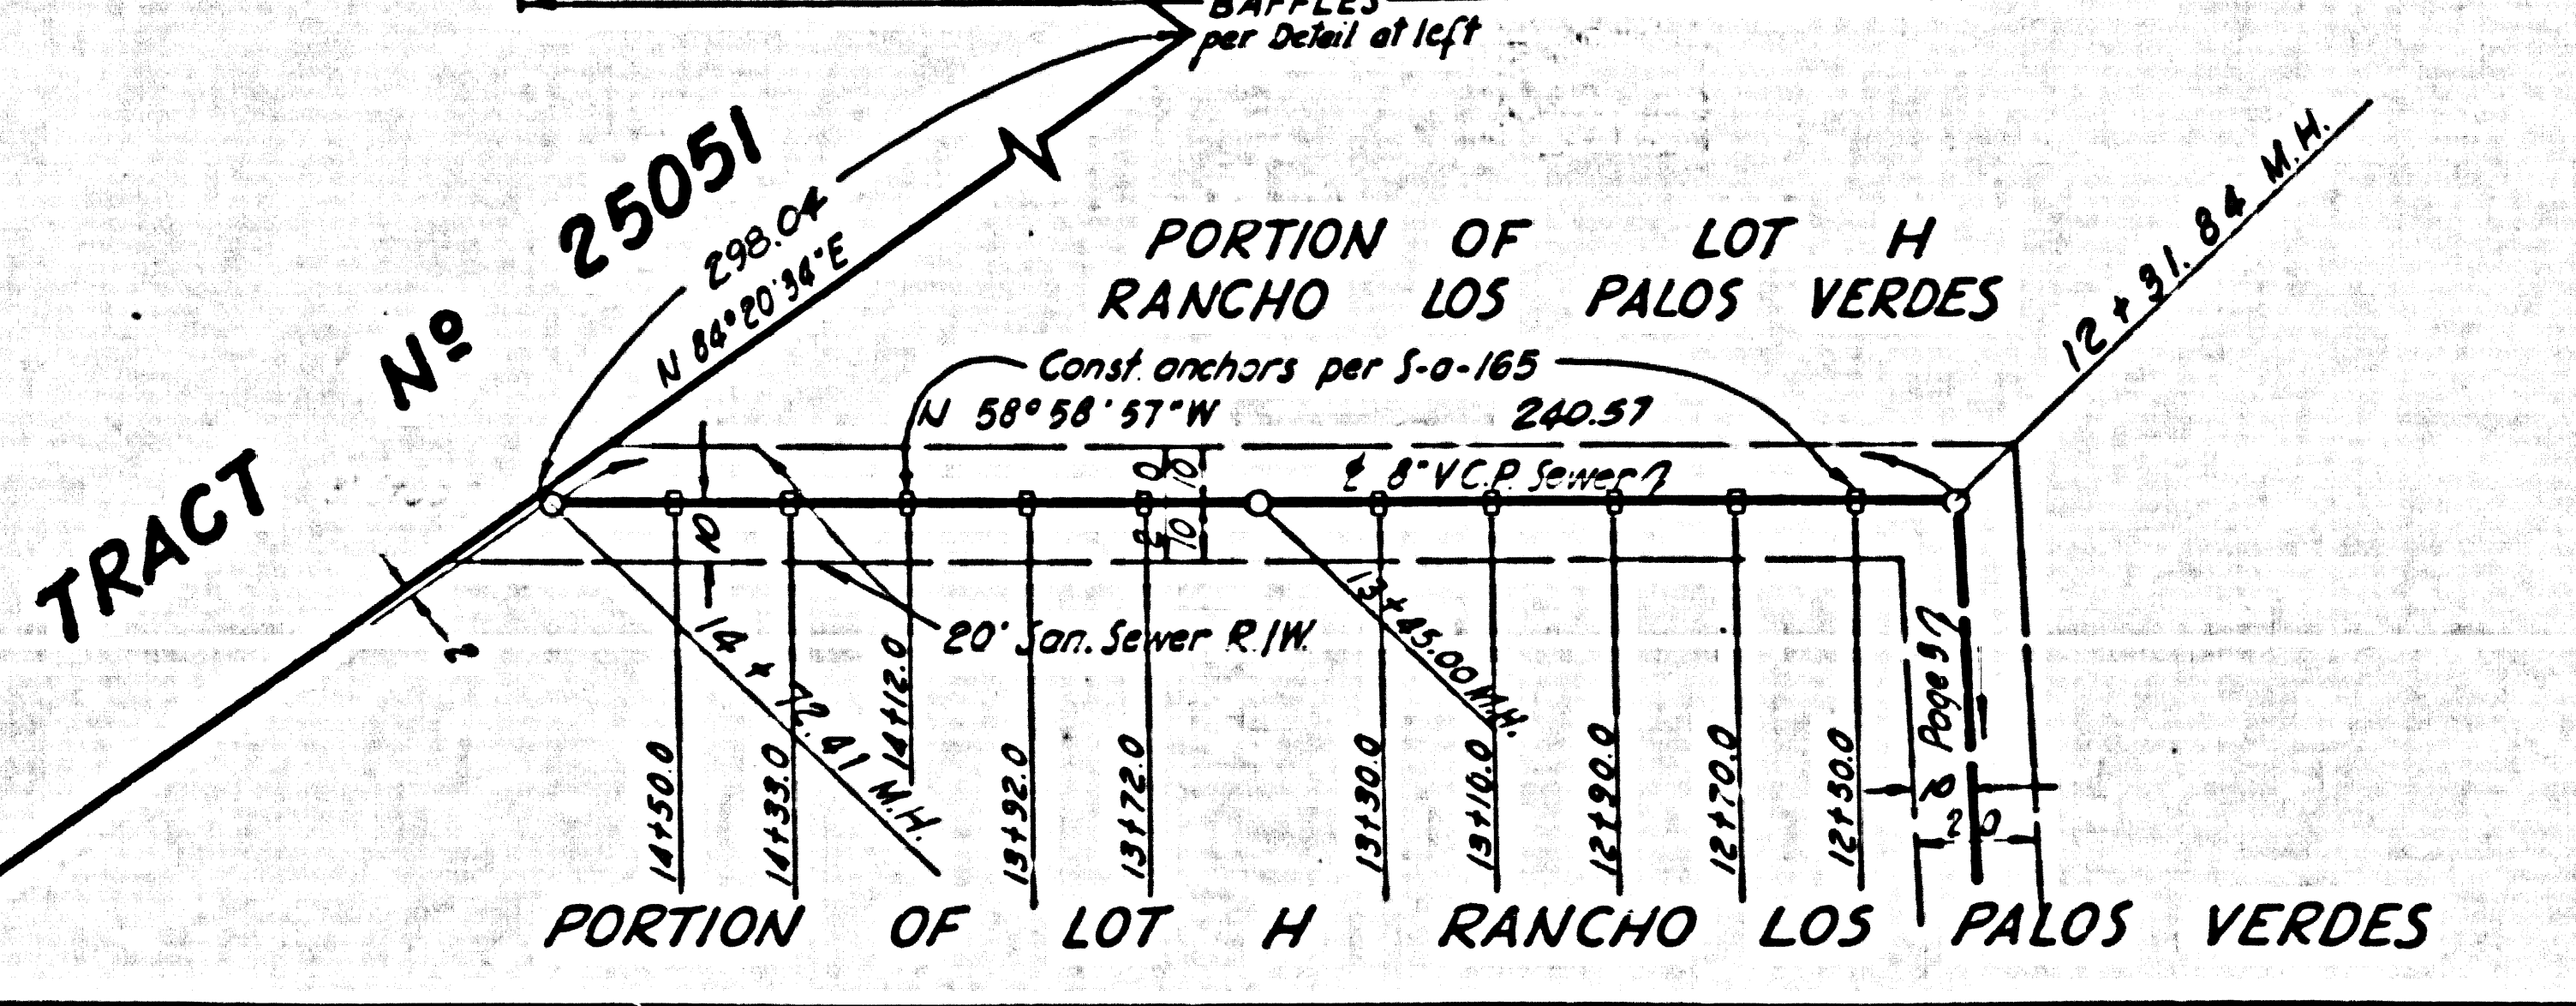 BAFFLES
per Detail at left
TRACT Nº 25051
298.04
N 84°20'34"E
PORTION OF LOT H
RANCHO LOS PALOS VERDES
12+31.84 M.H.
Const. anchors per S-a-165
N 58°58'57"W 240.57
℄ 8" V.C.P. Sewer
10
20
10
10
2
20' San. Sewer R/W.
14+72.41 M.H.
13+45.00 M.H.
14+50.0
14+33.0
14+12.0
13+92.0
13+72.0
13+30.0
13+10.0
12+90.0
12+70.0
12+50.0
Page 9
8
20
PORTION OF LOT H RANCHO LOS PALOS VERDES